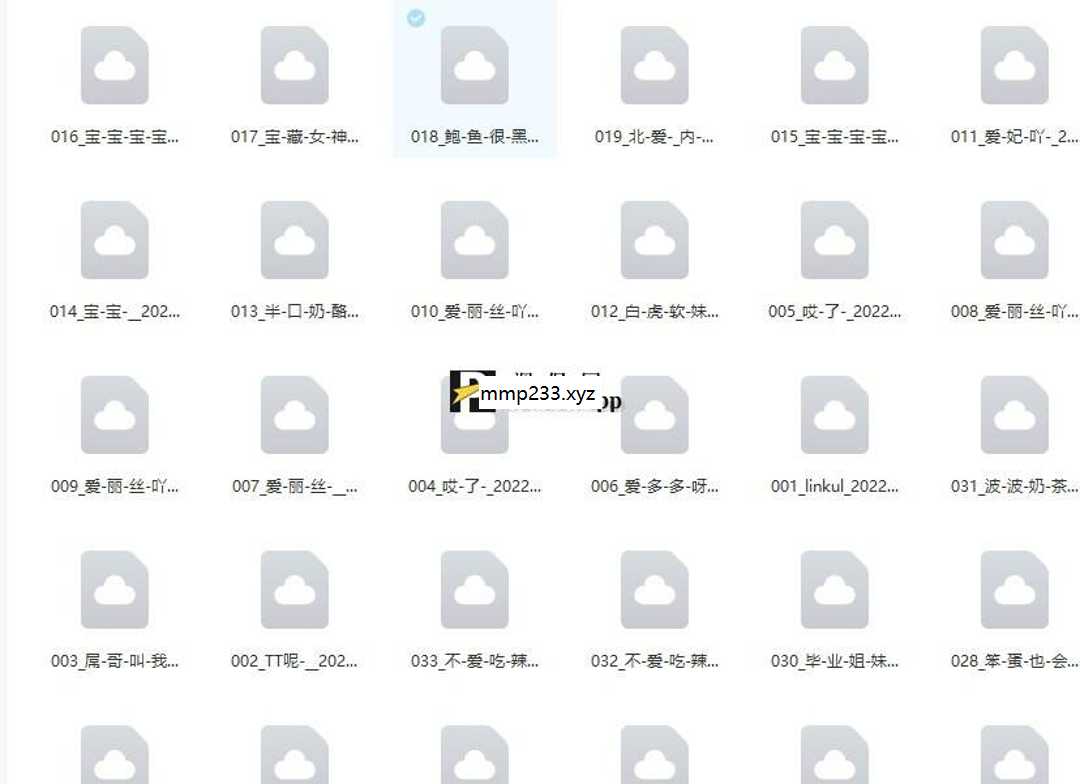 016_宝-宝-宝-宝...
017_宝-藏-女-神...
018_鲍-鱼-很-黑...
019_北-爱-_内-...
015_宝-宝-宝-宝...
011_爱-妃-吖-_2...
014_宝-宝-__202...
013_半-口-奶-酪...
010_爱-丽-丝-吖...
012_白-虎-软-妹...
005_哎-了-_2022...
008_爱-丽-丝-吖...
mmp233.xyz
pp
009_爱-丽-丝-吖...
007_爱-丽-丝-__...
004_哎-了-_2022...
006_爱-多-多-呀...
001_linkul_2022...
031_波-波-奶-茶...
003_屌-哥-叫-我...
002_TT呢-__202...
033_不-爱-吃-辣...
032_不-爱-吃-辣...
030_毕-业-姐-妹...
028_笨-蛋-也-会...